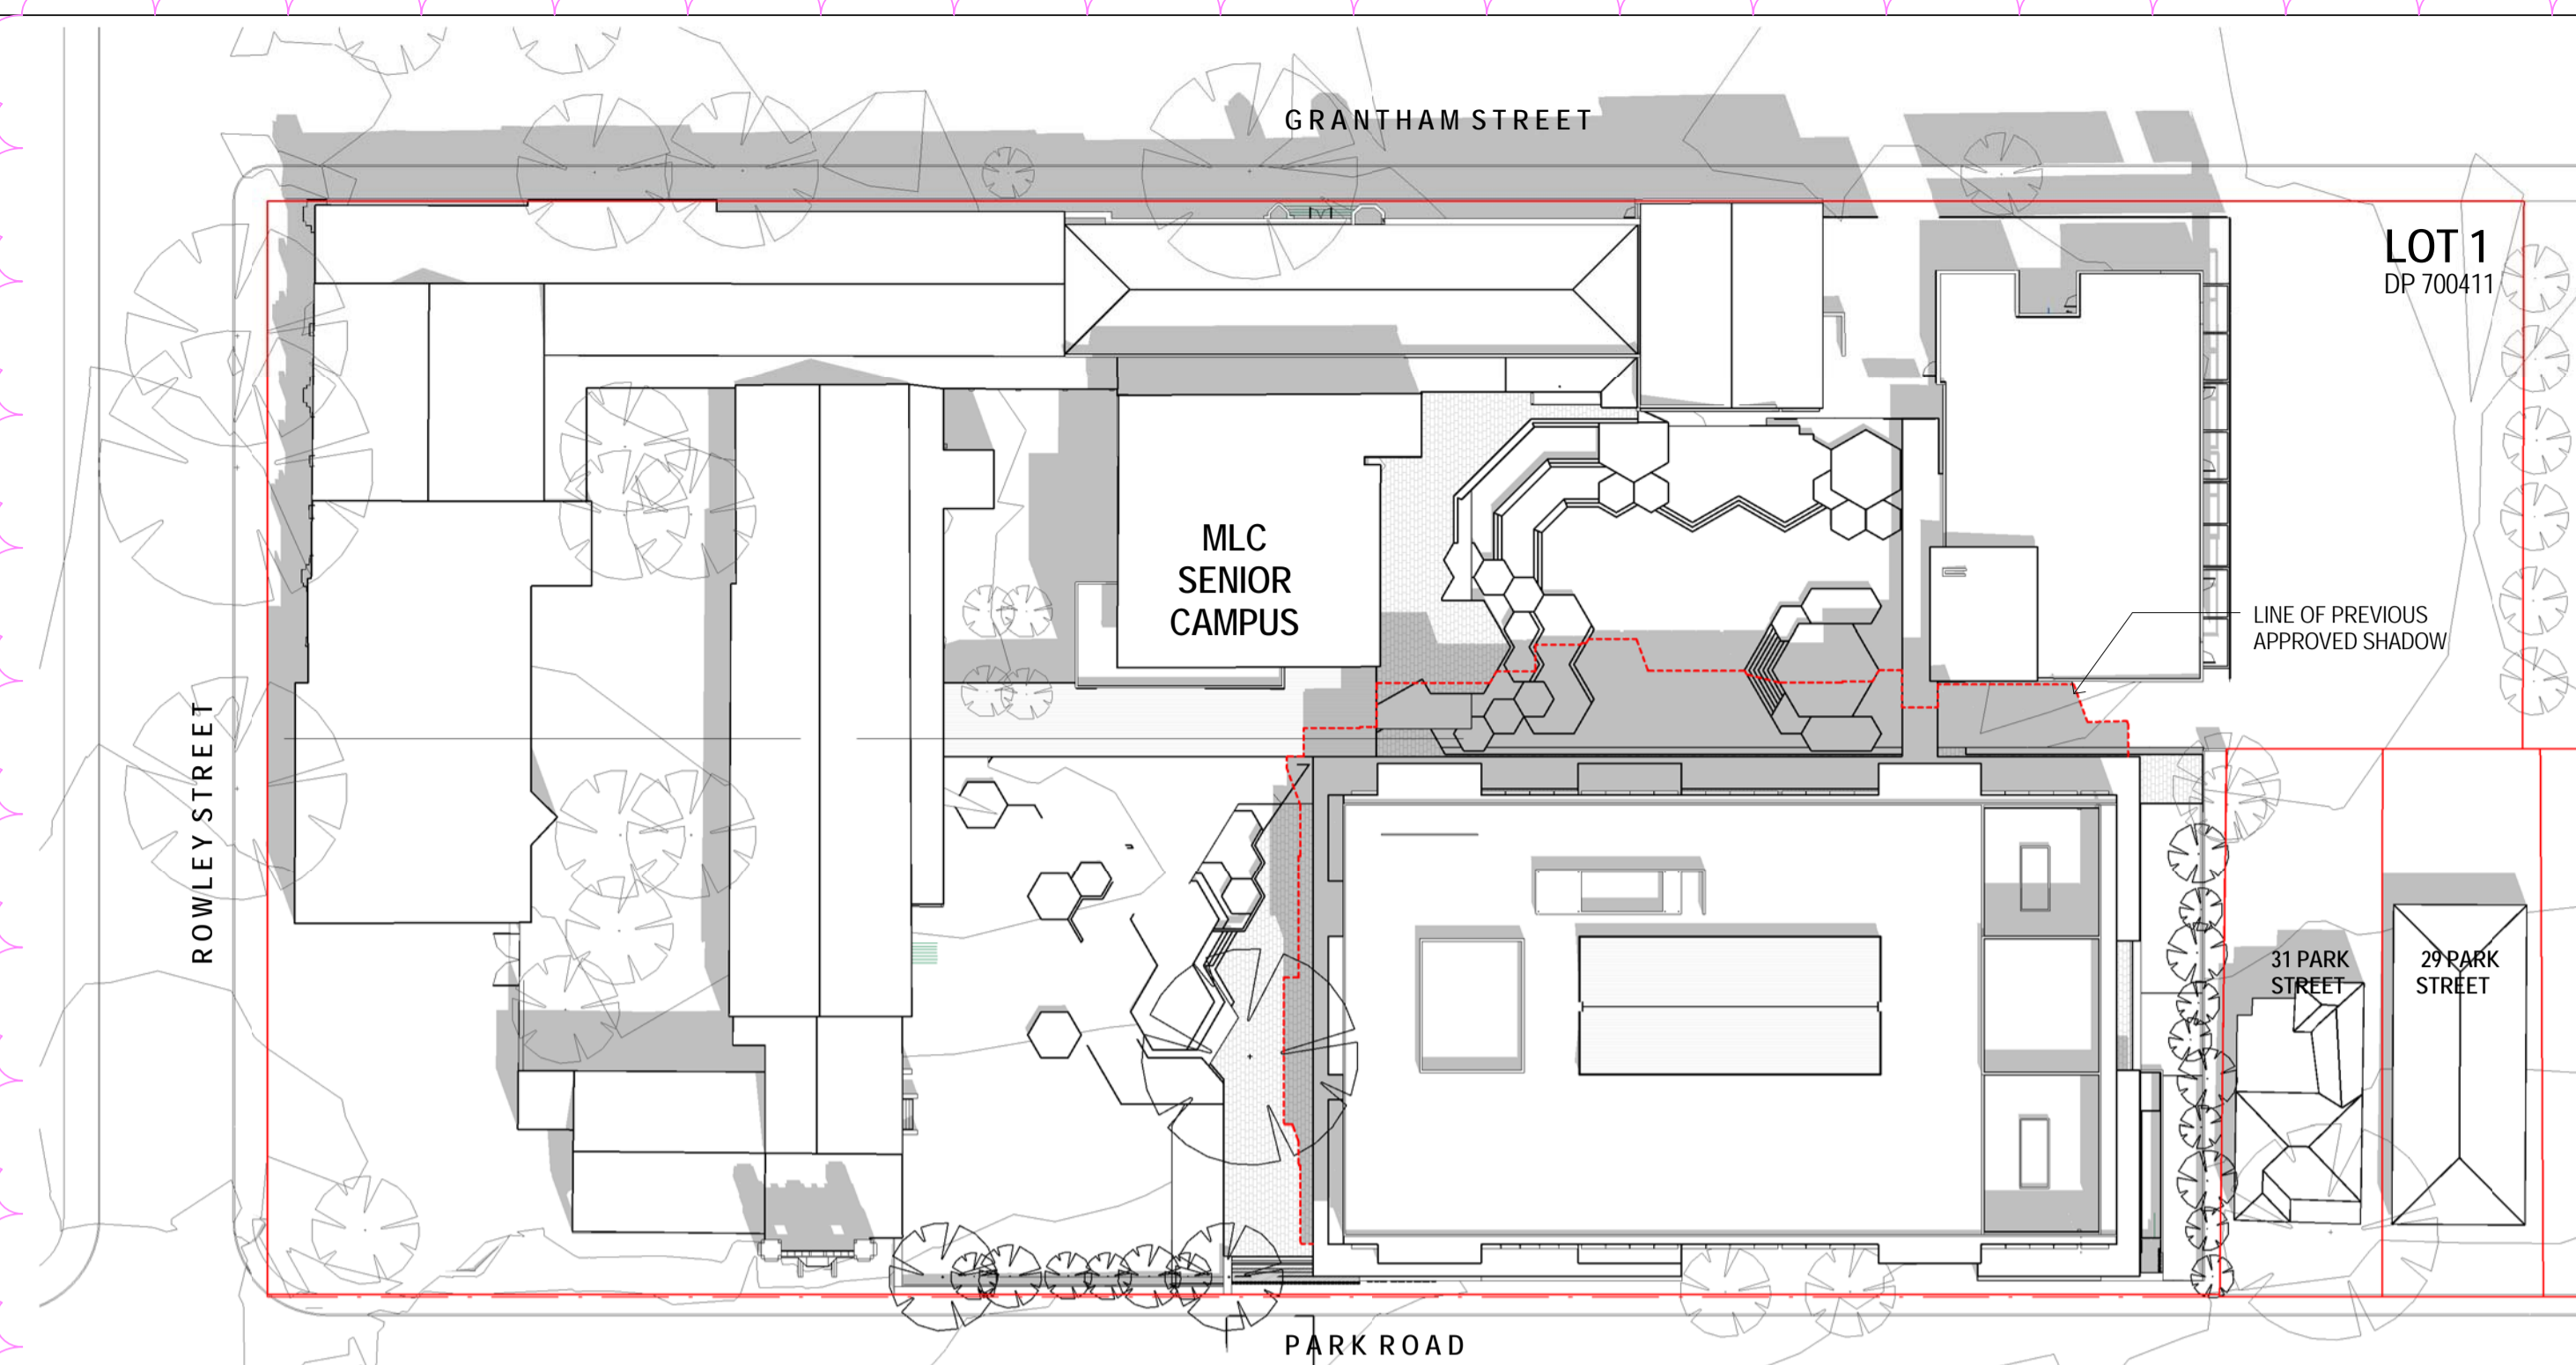 GRANTHAM STREET
LOT 1
DP 700411
MLC
SENIOR
CAMPUS
LINE OF PREVIOUS
APPROVED SHADOW
ROWLEY STREET
31 PARK
STREET
29 PARK
STREET
PARK ROAD